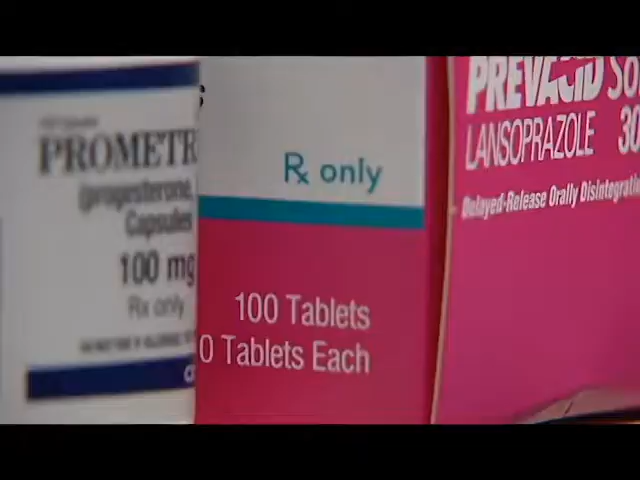 PROMETR
(progesterone,
Capsules
100 mg
Rx only
s
Rx only
100 Tablets
0 Tablets Each
PREVACID So
LANSOPRAZOLE 30
Delayed-Release Orally Disintegratin